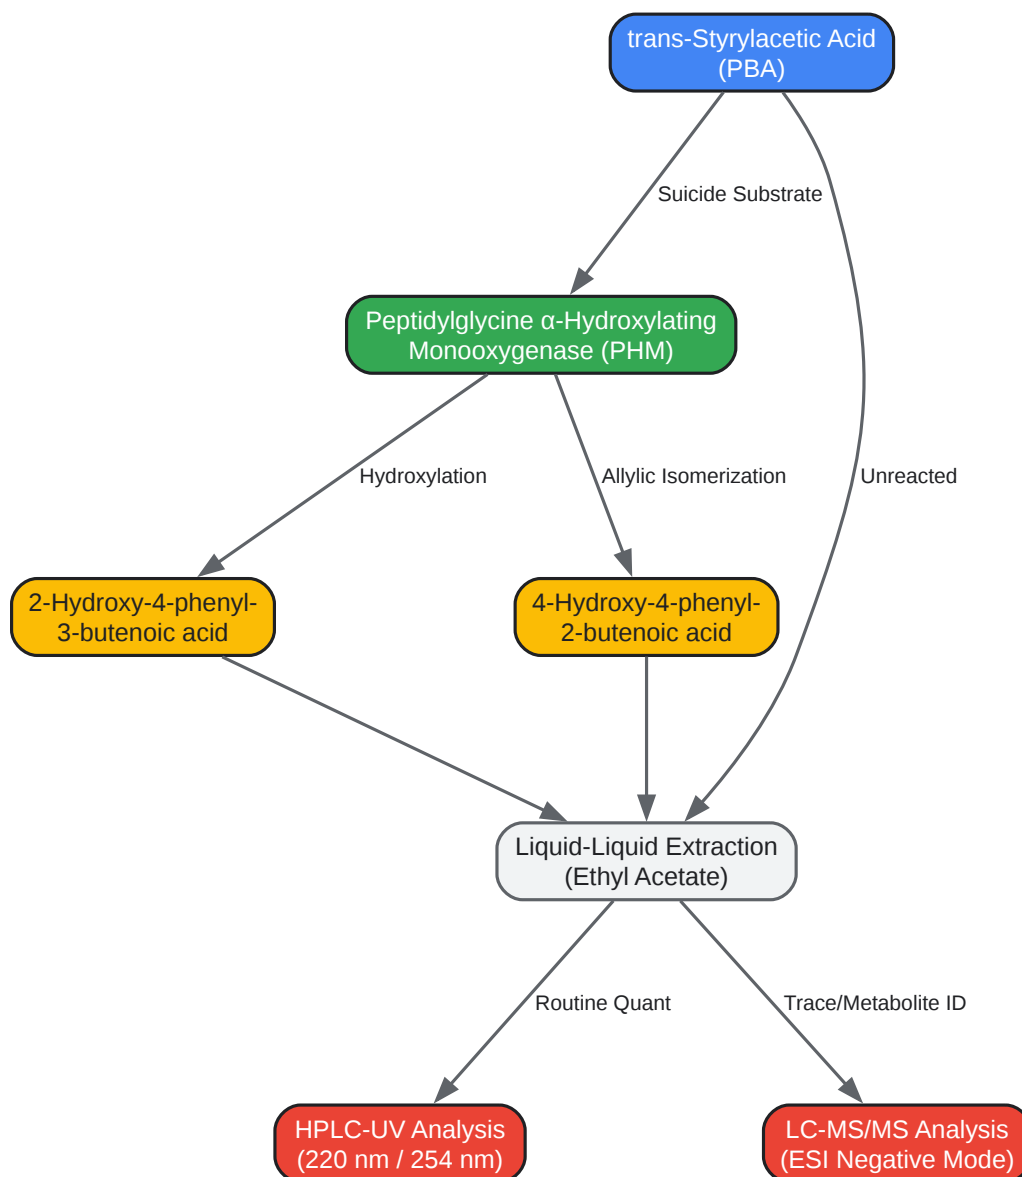 trans-Styrylacetic Acid
(PBA)
Suicide Substrate
Peptidylglycine α-Hydroxylating
Monooxygenase (PHM)
Hydroxylation
Allylic Isomerization
Unreacted
2-Hydroxy-4-phenyl-
3-butenoic acid
4-Hydroxy-4-phenyl-
2-butenoic acid
Liquid-Liquid Extraction
(Ethyl Acetate)
Routine Quant
Trace/Metabolite ID
HPLC-UV Analysis
(220 nm / 254 nm)
LC-MS/MS Analysis
(ESI Negative Mode)